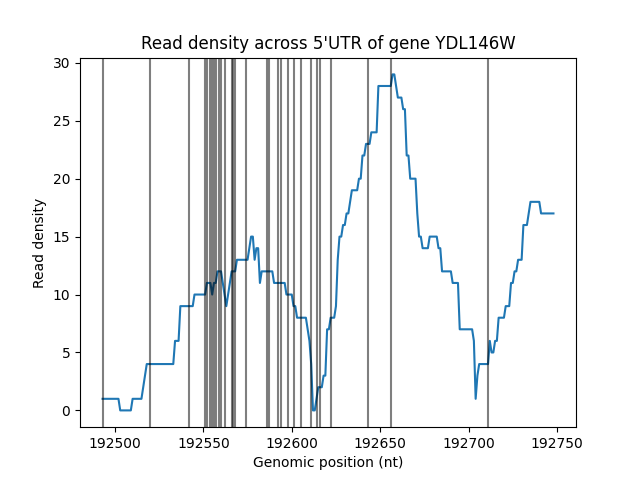 Read density across 5'UTR of gene YDL146W
30
25
20
15
10
5
0
Read density
192500 192550 192600 192650 192700 192750
Genomic position (nt)